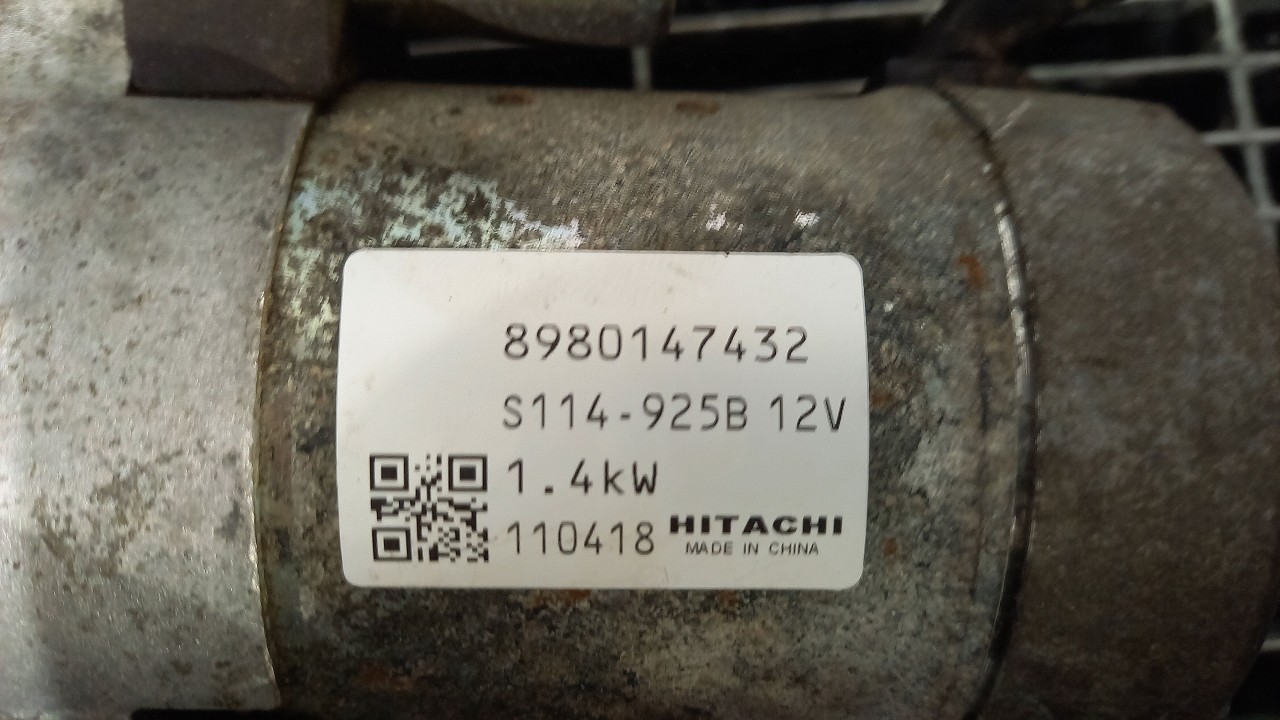 8980147432
S114-925B 12V
1.4kW
110418 HITACHI
MADE IN CHINA